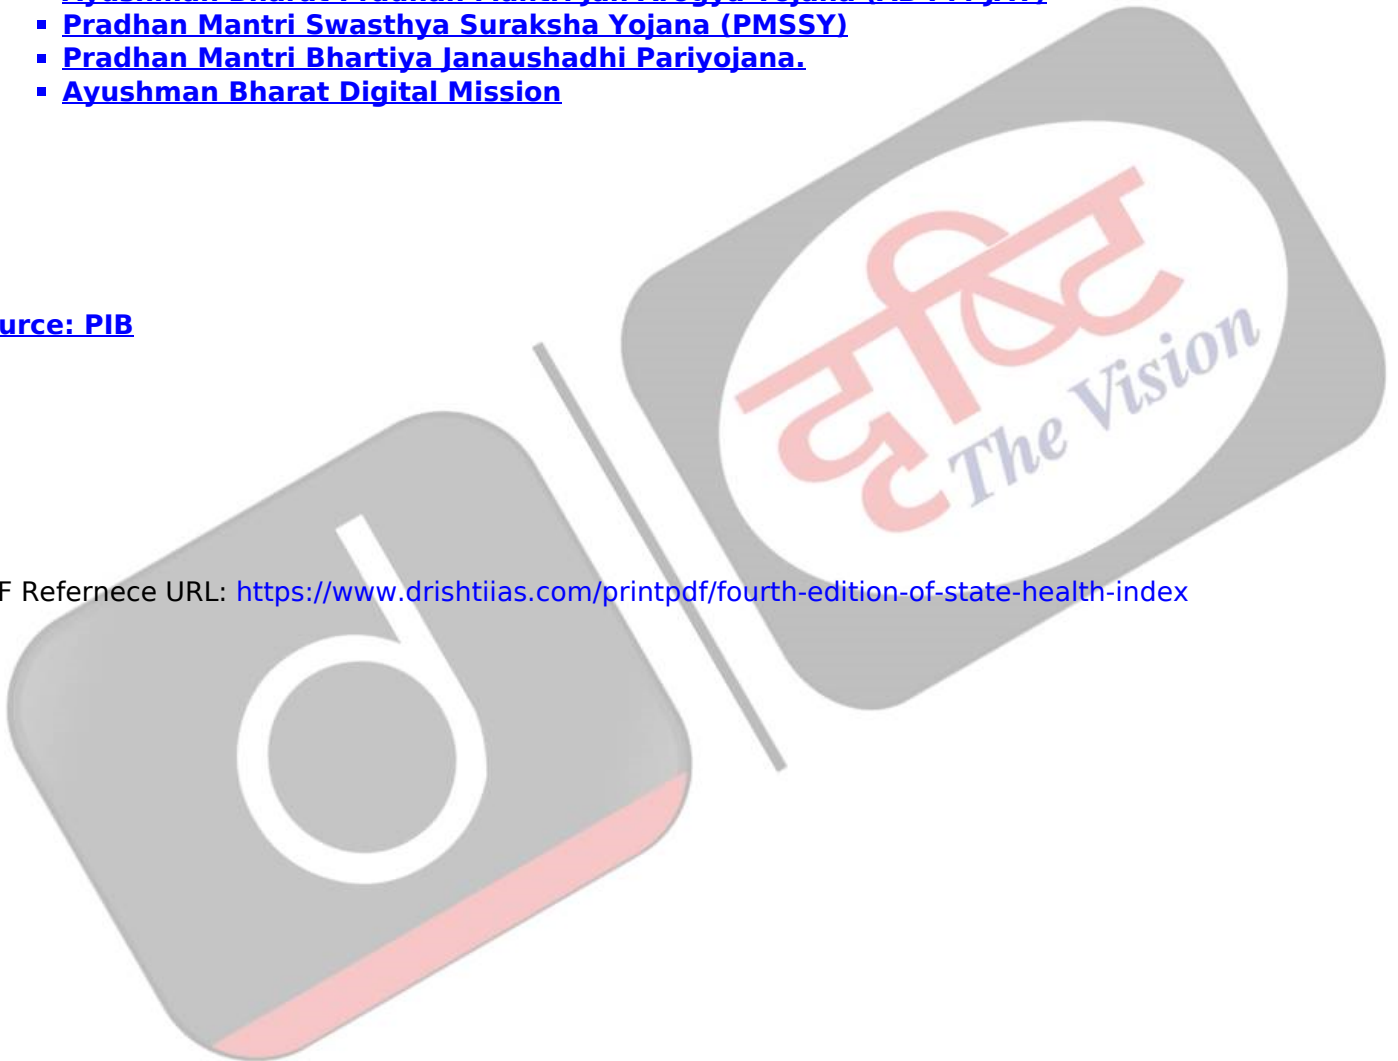 Pradhan Mantri Swasthya Suraksha Yojana (PMSSY)
Pradhan Mantri Bhartiya Janaushadhi Pariyojana.
Ayushman Bharat Digital Mission
दृष्टि
The Vision
urce: PIB
d
F Refernece URL: https://www.drishtiias.com/printpdf/fourth-edition-of-state-health-index